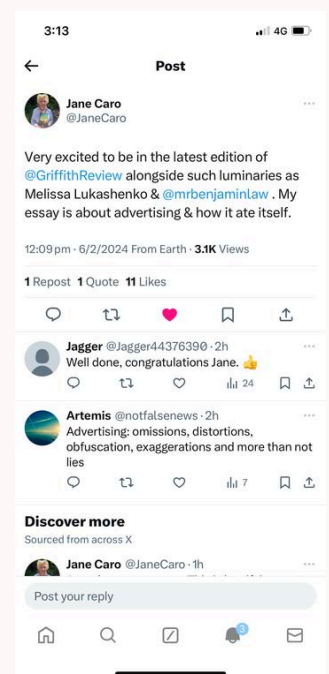 3:13
4G
Post
Jane Caro
@JaneCaro
Very excited to be in the latest edition of
@GriffithReview alongside such luminaries as
Melissa Lukashenko & @mrbenjaminlaw . My
essay is about advertising & how it ate itself.
12:09 pm · 6/2/2024 From Earth · 3.1K Views
1 Repost 1 Quote 11 Likes
Jagger @Jagger44376390 · 2h
Well done, congratulations Jane. 👍
24
Artemis @notfalsenews · 2h
Advertising: omissions, distortions,
obfuscation, exaggerations and more than not
lies
7
Discover more
Sourced from across X
Jane Caro @JaneCaro · 1h
Post your reply
3